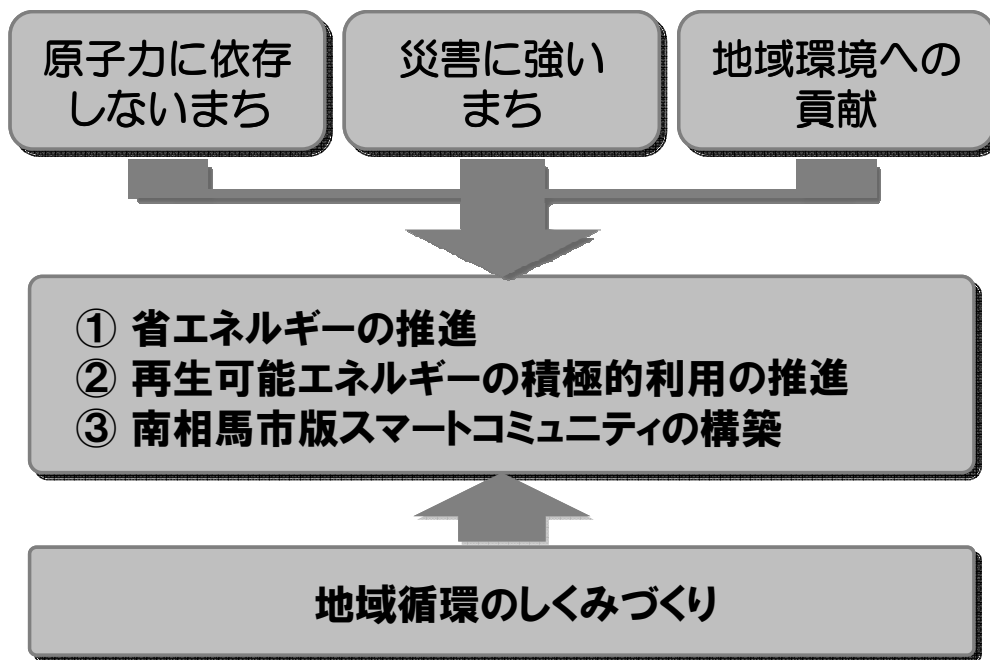 原子力に依存
しないまち
災害に強い
まち
地域環境への
貢献
① 省エネルギーの推進
② 再生可能エネルギーの積極的利用の推進
③ 南相馬市版スマートコミュニティの構築
地域循環のしくみづくり